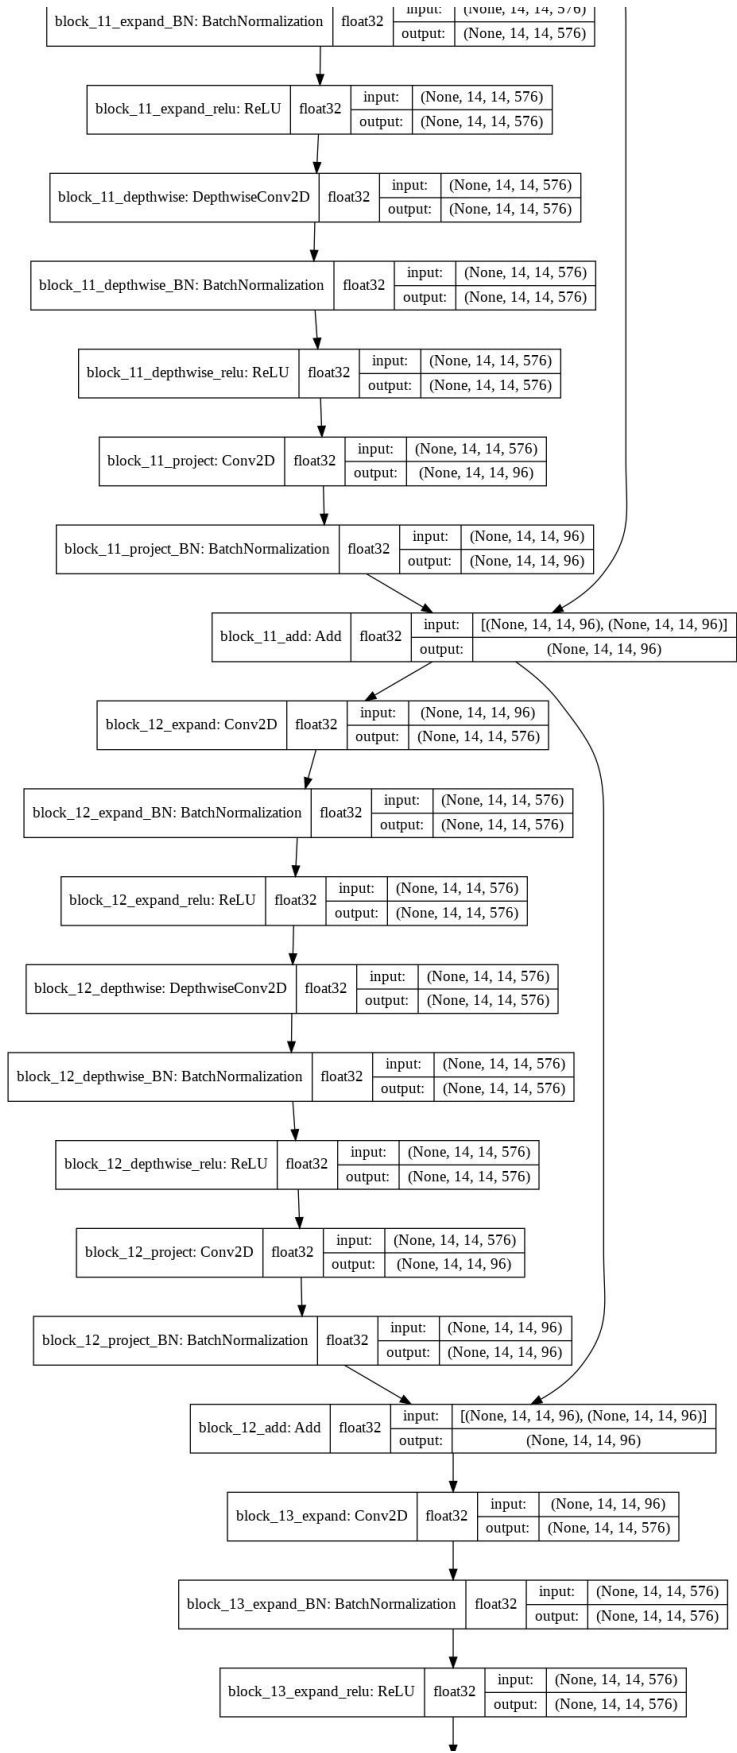 block_11_expand_BN: BatchNormalization float32 input: (None, 14, 14, 576)
output: (None, 14, 14, 576)
block_11_expand_relu: ReLU float32 input: (None, 14, 14, 576)
output: (None, 14, 14, 576)
block_11_depthwise: DepthwiseConv2D float32 input: (None, 14, 14, 576)
output: (None, 14, 14, 576)
block_11_depthwise_BN: BatchNormalization float32 input: (None, 14, 14, 576)
output: (None, 14, 14, 576)
block_11_depthwise_relu: ReLU float32 input: (None, 14, 14, 576)
output: (None, 14, 14, 576)
block_11_project: Conv2D float32 input: (None, 14, 14, 576)
output: (None, 14, 14, 96)
block_11_project_BN: BatchNormalization float32 input: (None, 14, 14, 96)
output: (None, 14, 14, 96)
block_11_add: Add float32 input: [(None, 14, 14, 96), (None, 14, 14, 96)]
output: (None, 14, 14, 96)
block_12_expand: Conv2D float32 input: (None, 14, 14, 96)
output: (None, 14, 14, 576)
block_12_expand_BN: BatchNormalization float32 input: (None, 14, 14, 576)
output: (None, 14, 14, 576)
block_12_expand_relu: ReLU float32 input: (None, 14, 14, 576)
output: (None, 14, 14, 576)
block_12_depthwise: DepthwiseConv2D float32 input: (None, 14, 14, 576)
output: (None, 14, 14, 576)
block_12_depthwise_BN: BatchNormalization float32 input: (None, 14, 14, 576)
output: (None, 14, 14, 576)
block_12_depthwise_relu: ReLU float32 input: (None, 14, 14, 576)
output: (None, 14, 14, 576)
block_12_project: Conv2D float32 input: (None, 14, 14, 576)
output: (None, 14, 14, 96)
block_12_project_BN: BatchNormalization float32 input: (None, 14, 14, 96)
output: (None, 14, 14, 96)
block_12_add: Add float32 input: [(None, 14, 14, 96), (None, 14, 14, 96)]
output: (None, 14, 14, 96)
block_13_expand: Conv2D float32 input: (None, 14, 14, 96)
output: (None, 14, 14, 576)
block_13_expand_BN: BatchNormalization float32 input: (None, 14, 14, 576)
output: (None, 14, 14, 576)
block_13_expand_relu: ReLU float32 input: (None, 14, 14, 576)
output: (None, 14, 14, 576)